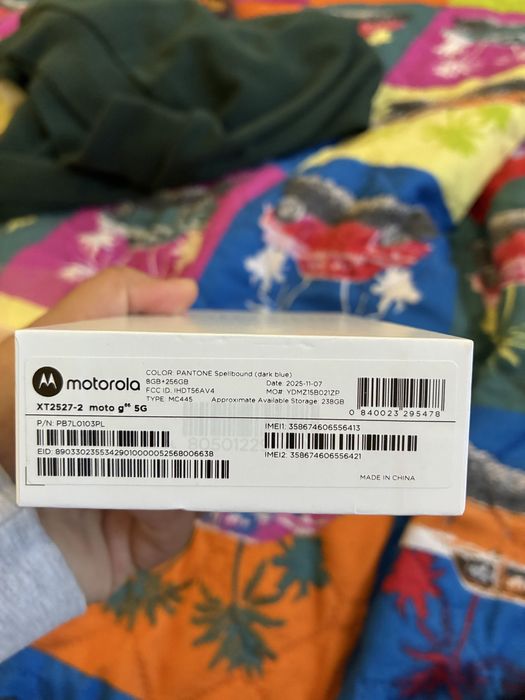 motorola
COLOR: PANTONE Spellbound (dark blue)
8GB+256GB Date: 2025-11-07
FCC ID: IHDT56AV4 MO#: YDMZ15B021ZP
TYPE: MC445 Approximate Available Storage: 238GB
0 840023 295478
XT2527-2 moto g⁶⁶ 5G
P/N: PB7L0103PL
IMEI1: 358674606556413
EID: 89033023553429010000052568006638
IMEI2: 358674606556421
MADE IN CHINA